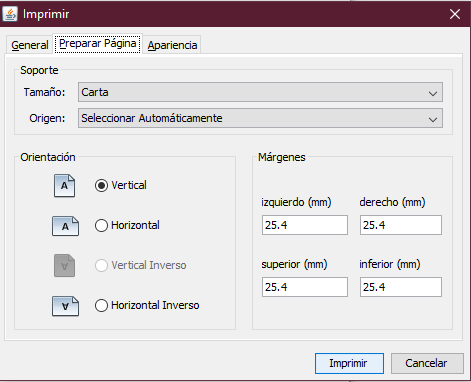 Imprimir
General Preparar Página Apariencia
Soporte
Tamaño: Carta
Origen: Seleccionar Automáticamente
Orientación
A Vertical
A Horizontal
A Vertical Inverso
A Horizontal Inverso
Márgenes
izquierdo (mm) derecho (mm)
25.4 25.4
superior (mm) inferior (mm)
25.4 25.4
Imprimir Cancelar